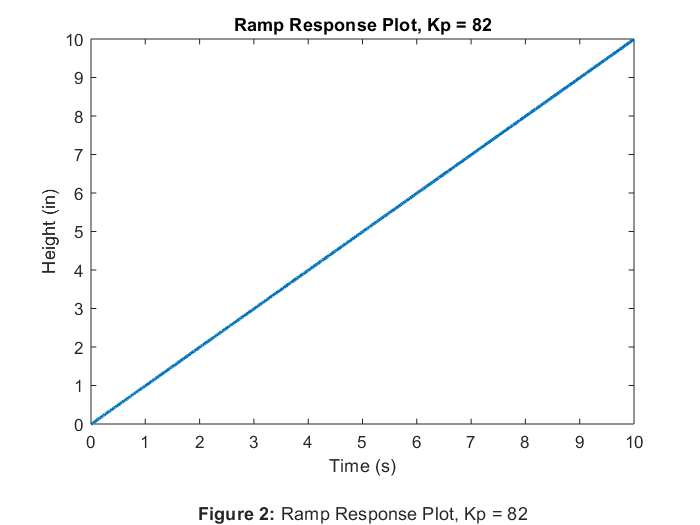 Ramp Response Plot, Kp = 82
10
9
8
7
6
5
4
3
2
1
0
Height (in)
0 1 2 3 4 5 6 7 8 9 10
Time (s)
Figure 2: Ramp Response Plot, Kp = 82